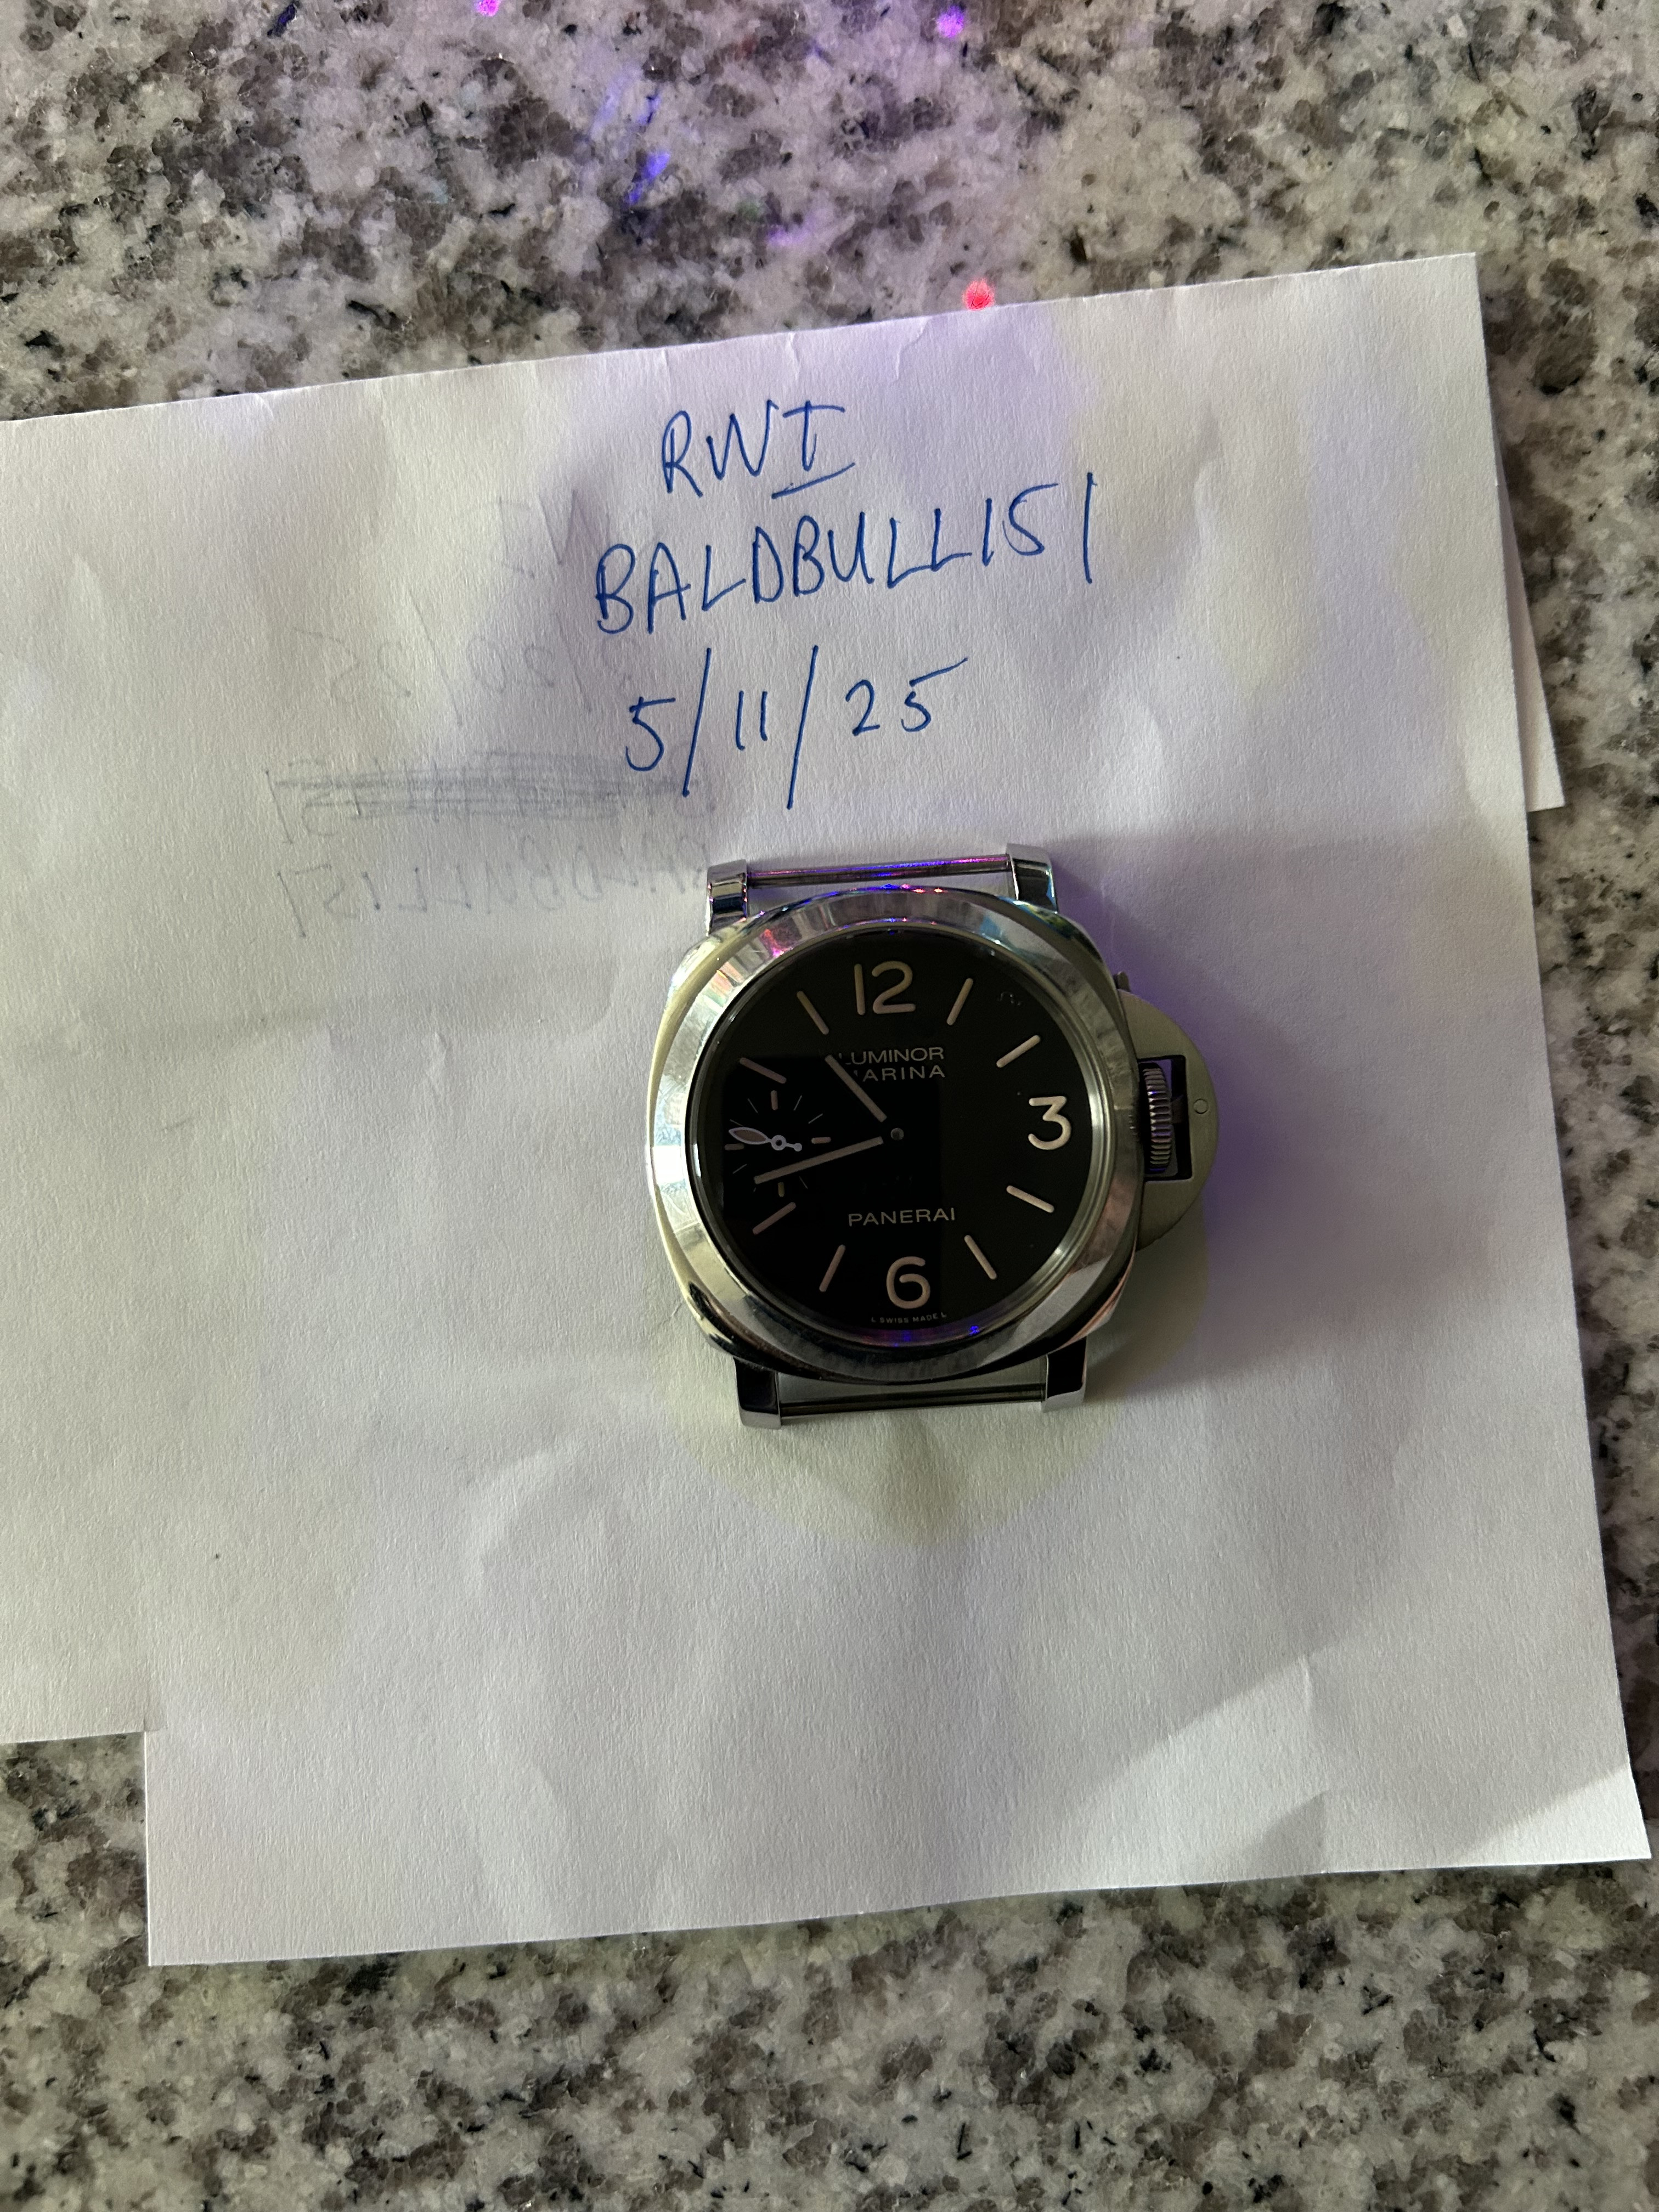 RWI
BALDBULL151
5/11/25
12
LUMINOR
MARINA
3
PANERAI
6
L SWISS MADE L